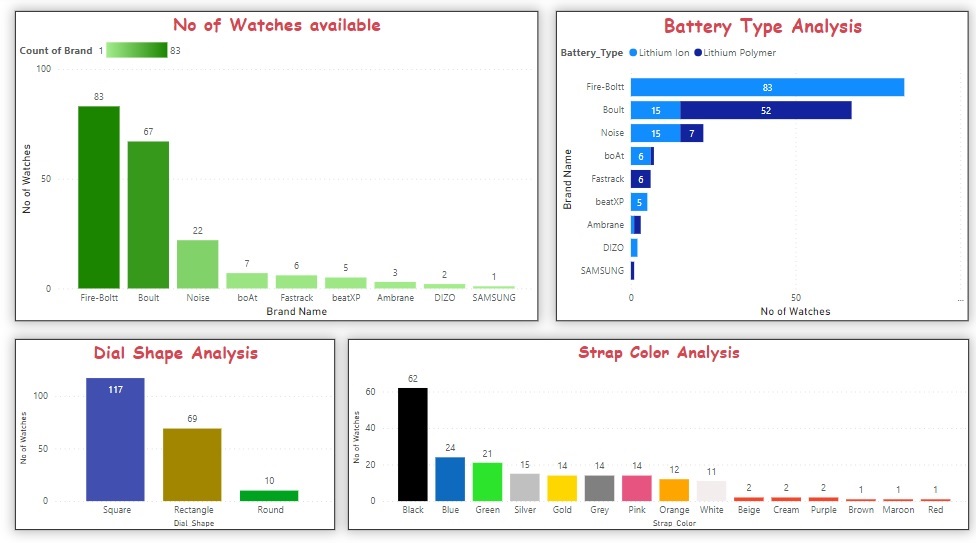 No of Watches available
Count of Brand 1 83
No of Watches
100
50
0
83
67
22
7
6
5
3
2
1
Fire-Boltt Boult Noise boAt Fastrack beatXP Ambrane DIZO SAMSUNG
Brand Name
Battery Type Analysis
Battery_Type Lithium Ion Lithium Polymer
Brand Name
Fire-Boltt 83
Boult 15 52
Noise 15 7
boAt 6
Fastrack 6
beatXP 5
Ambrane
DIZO
SAMSUNG
0 50 ...
No of Watches
Dial Shape Analysis
No of Watches
100
50
0
117
69
10
Square Rectangle Round
Dial Shape
Strap Color Analysis
No of Watches
60
40
20
0
62
24
21
15
14
14
14
12
11
2
2
2
1
1
1
Black Blue Green Silver Gold Grey Pink Orange White Beige Cream Purple Brown Maroon Red
Strap Color